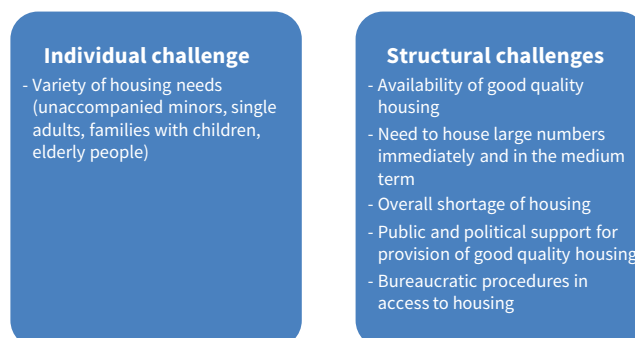 Individual challenge
- Variety of housing needs
(unaccompanied minors, single
adults, families with children,
elderly people)
Structural challenges
- Availability of good quality
housing
- Need to house large numbers
immediately and in the medium
term
- Overall shortage of housing
- Public and political support for
provision of good quality housing
- Bureaucratic procedures in
access to housing